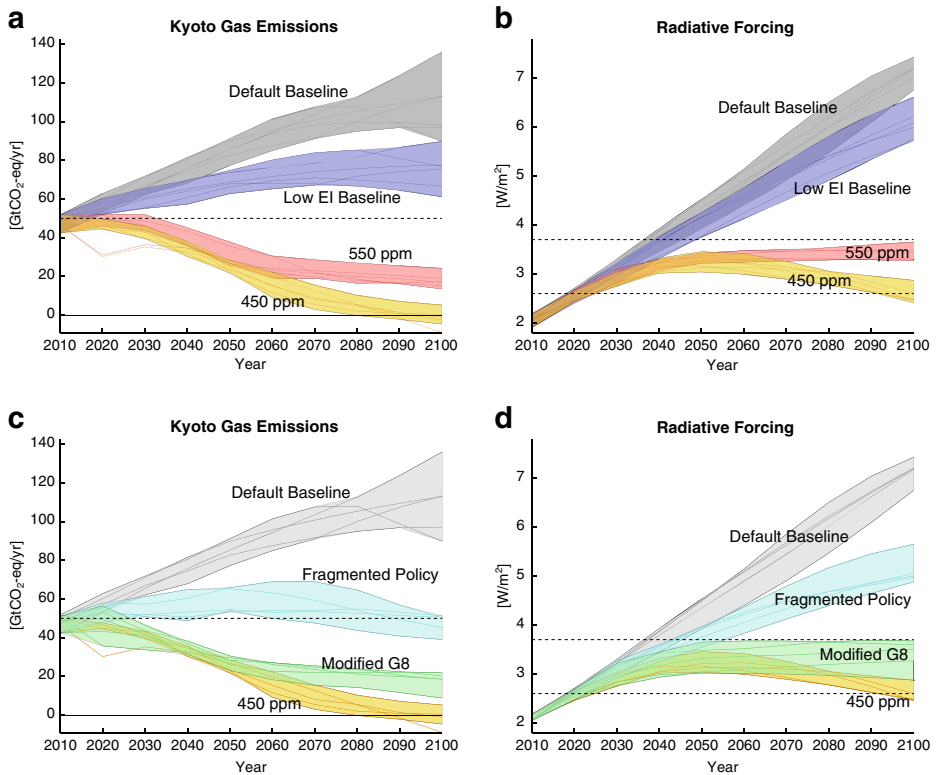 a
Kyoto Gas Emissions
140
120
100
80
60
40
20
0
[GtCO2-eq/yr]
Default Baseline
Low EI Baseline
550 ppm
450 ppm
2010 2020 2030 2040 2050 2060 2070 2080 2090 2100
Year
b
Radiative Forcing
7
6
5
4
3
2
[W/m²]
Default Baseline
Low EI Baseline
550 ppm
450 ppm
2010 2020 2030 2040 2050 2060 2070 2080 2090 2100
Year
c
Kyoto Gas Emissions
140
120
100
80
60
40
20
0
[GtCO2-eq/yr]
Default Baseline
Fragmented Policy
Modified G8
450 ppm
2010 2020 2030 2040 2050 2060 2070 2080 2090 2100
Year
d
Radiative Forcing
7
6
5
4
3
2
[W/m²]
Default Baseline
Fragmented Policy
Modified G8
450 ppm
2010 2020 2030 2040 2050 2060 2070 2080 2090 2100
Year